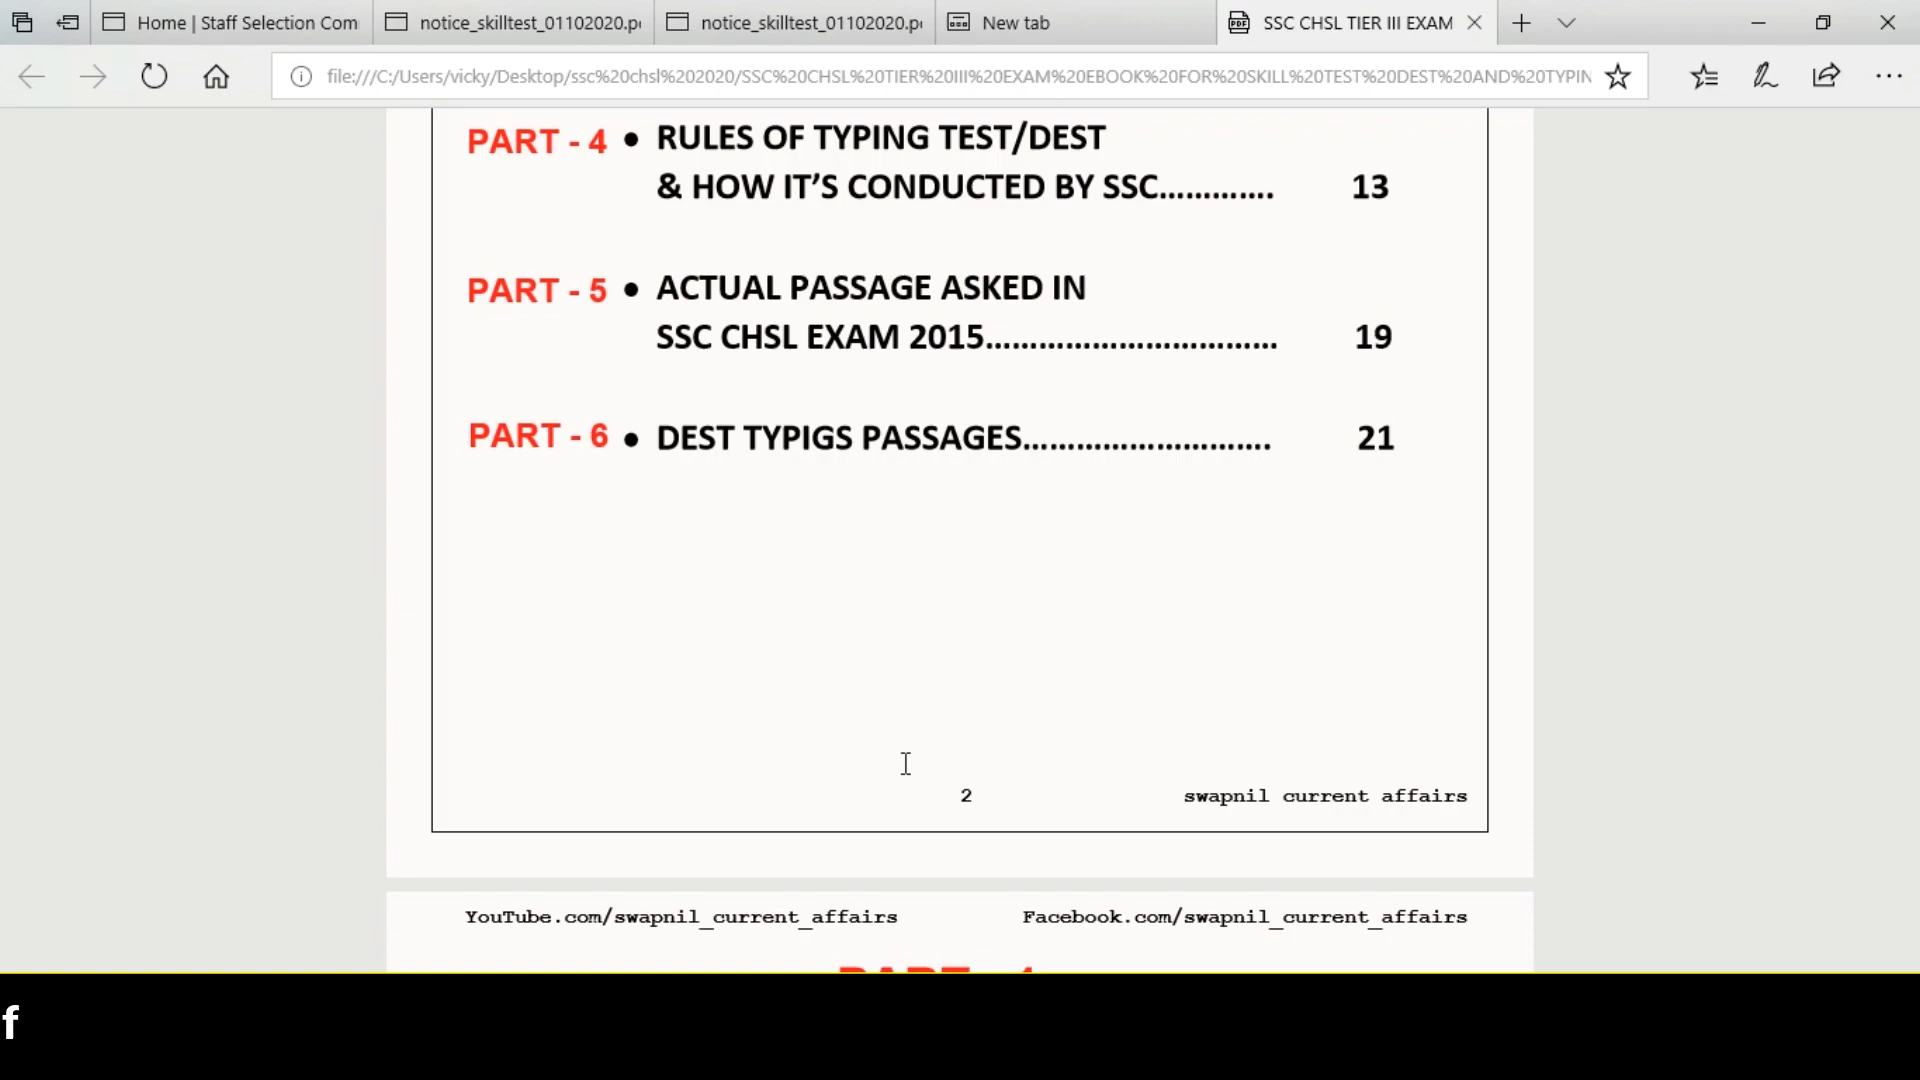 Home | Staff Selection Com
notice_skilltest_01102020.p
notice_skilltest_01102020.p
New tab
SSC CHSL TIER III EXAM
file:///C:/Users/vicky/Desktop/ssc%20chsl%202020/SSC%20CHSL%20TIER%20III%20EXAM%20EBOOK%20FOR%20SKILL%20TEST%20DEST%20AND%20TYPIN
PART - 4 • RULES OF TYPING TEST/DEST
& HOW IT’S CONDUCTED BY SSC............. 13
PART - 5 • ACTUAL PASSAGE ASKED IN
SSC CHSL EXAM 2015................................. 19
PART - 6 • DEST TYPIGS PASSAGES............................ 21
2
swapnil current affairs
YouTube.com/swapnil_current_affairs
Facebook.com/swapnil_current_affairs
PART - 1
f